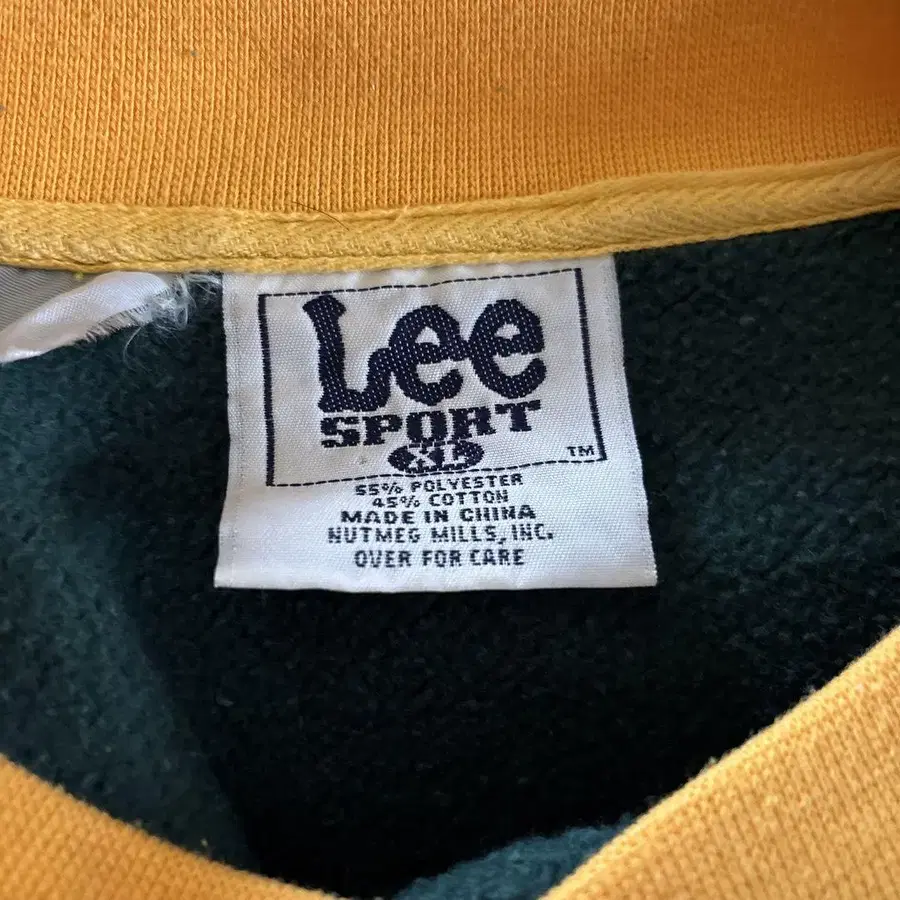 Lee
SPORT
XL
TM
55% POLYESTER
45% COTTON
MADE IN CHINA
NUTMEG MILLS, INC.
OVER FOR CARE